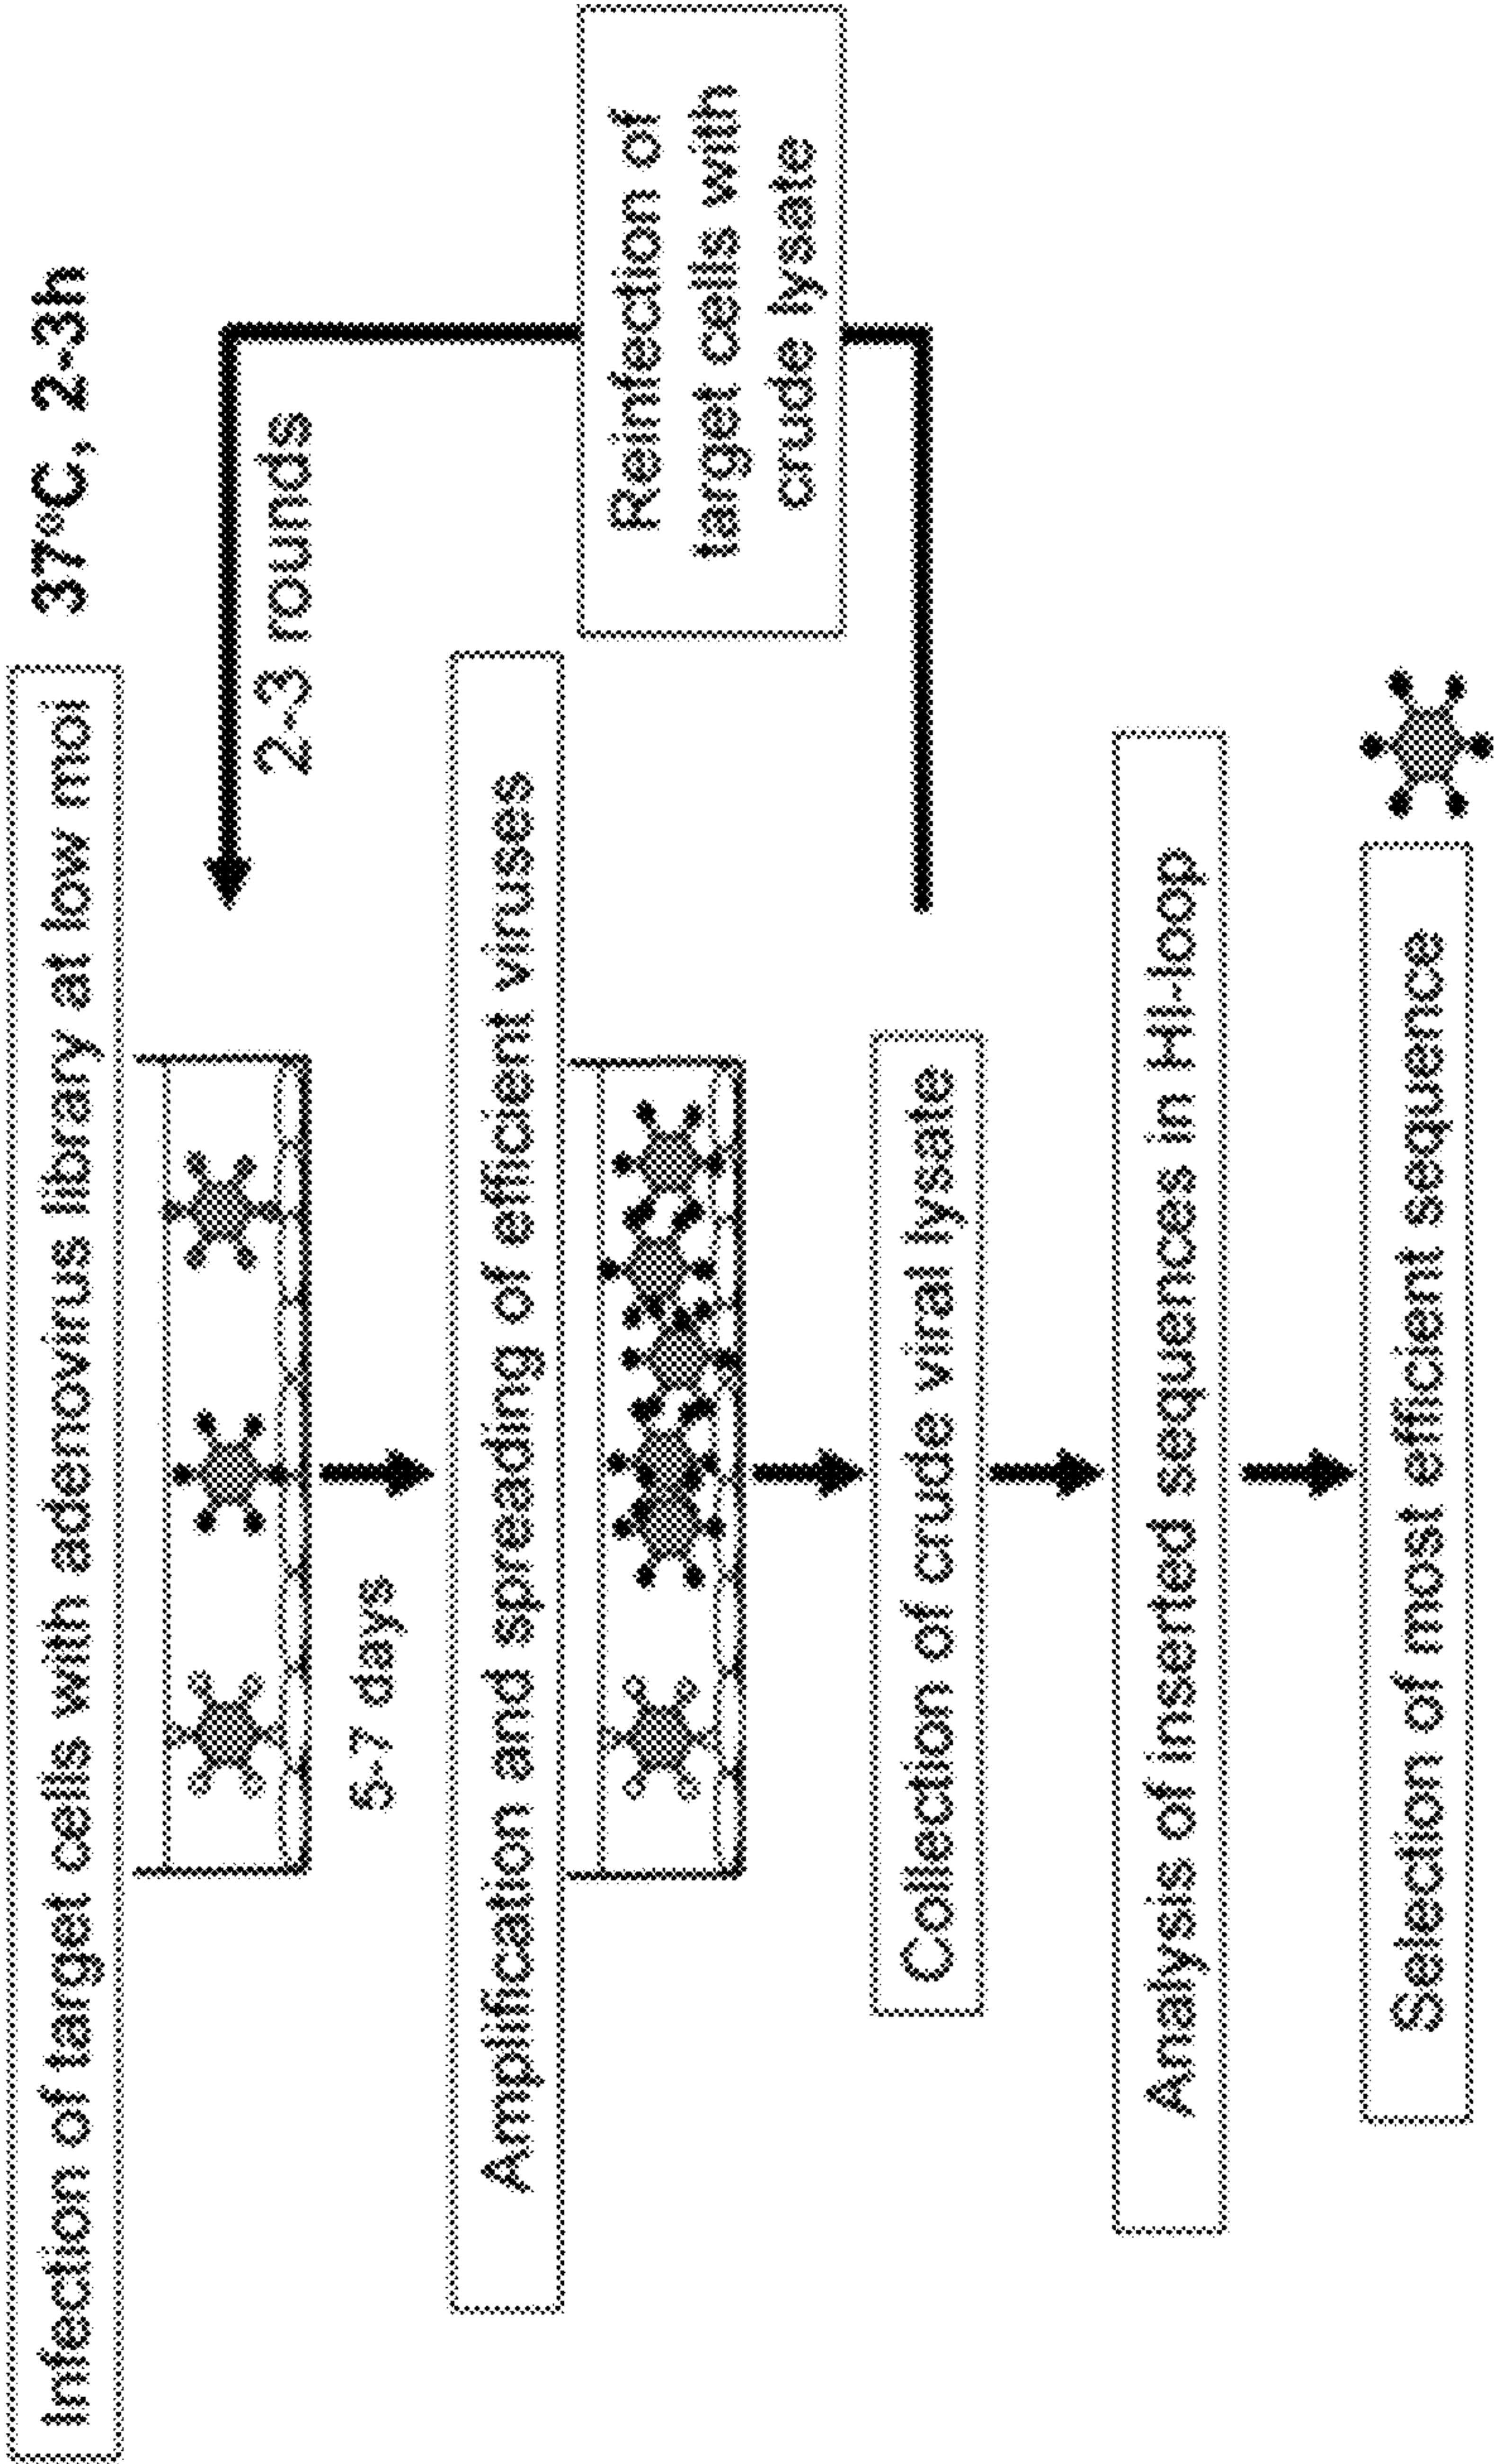 Infection of target cells with adenovirus library at low moi
37°C, 2-3h
2-3 rounds
5-7 days
Amplification and spreading of efficient viruses
Reinfection of
target cells with
crude lysate
Collection of crude viral lysate
Analysis of inserted sequences in HI-loop
Selection of most efficient sequence